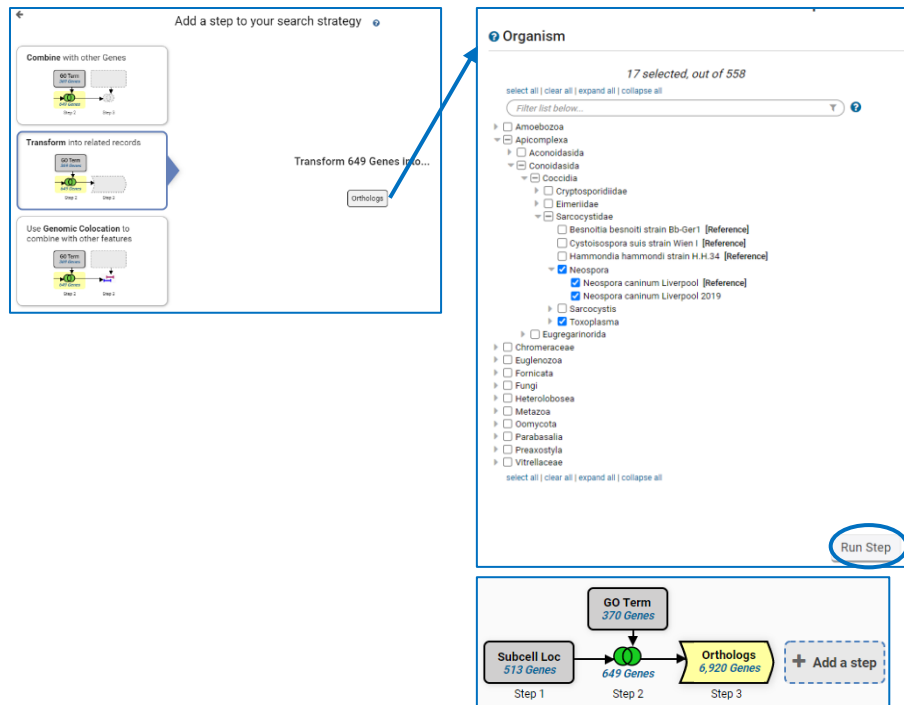 Add a step to your search strategy
Combine with other Genes
GO Term
649 Genes
Step 2
Step 3
Transform into related records
GO Term
649 Genes
Step 2
Step 3
Use Genomic Colocation to
combine with other features
GO Term
649 Genes
Step 2
Step 3
Transform 649 Genes into...
Orthologs
Organism
17 selected, out of 558
select all | clear all | expand all | collapse all
Filter list below...
Amoebozoa
Apicomplexa
Aconoidasida
Conoidasida
Coccidia
Cryptosporidiidae
Eimeriidae
Sarcocystidae
Besnoitia besnoiti strain Bb-Ger1 [Reference]
Cystoisospora suis strain Wien I [Reference]
Hammondia hammondi strain H.H.34 [Reference]
Neospora
Neospora caninum Liverpool [Reference]
Neospora caninum Liverpool 2019
Sarcocystis
Toxoplasma
Eugregarinorida
Chromeraceae
Euglenozoa
Fornicata
Fungi
Heterolobosea
Metazoa
Oomycota
Parabasalia
Preaxostyla
Vitrellaceae
select all | clear all | expand all | collapse all
Run Step
GO Term
370 Genes
Subcell Loc
513 Genes
649 Genes
Orthologs
6,920 Genes
+ Add a step
Step 1
Step 2
Step 3